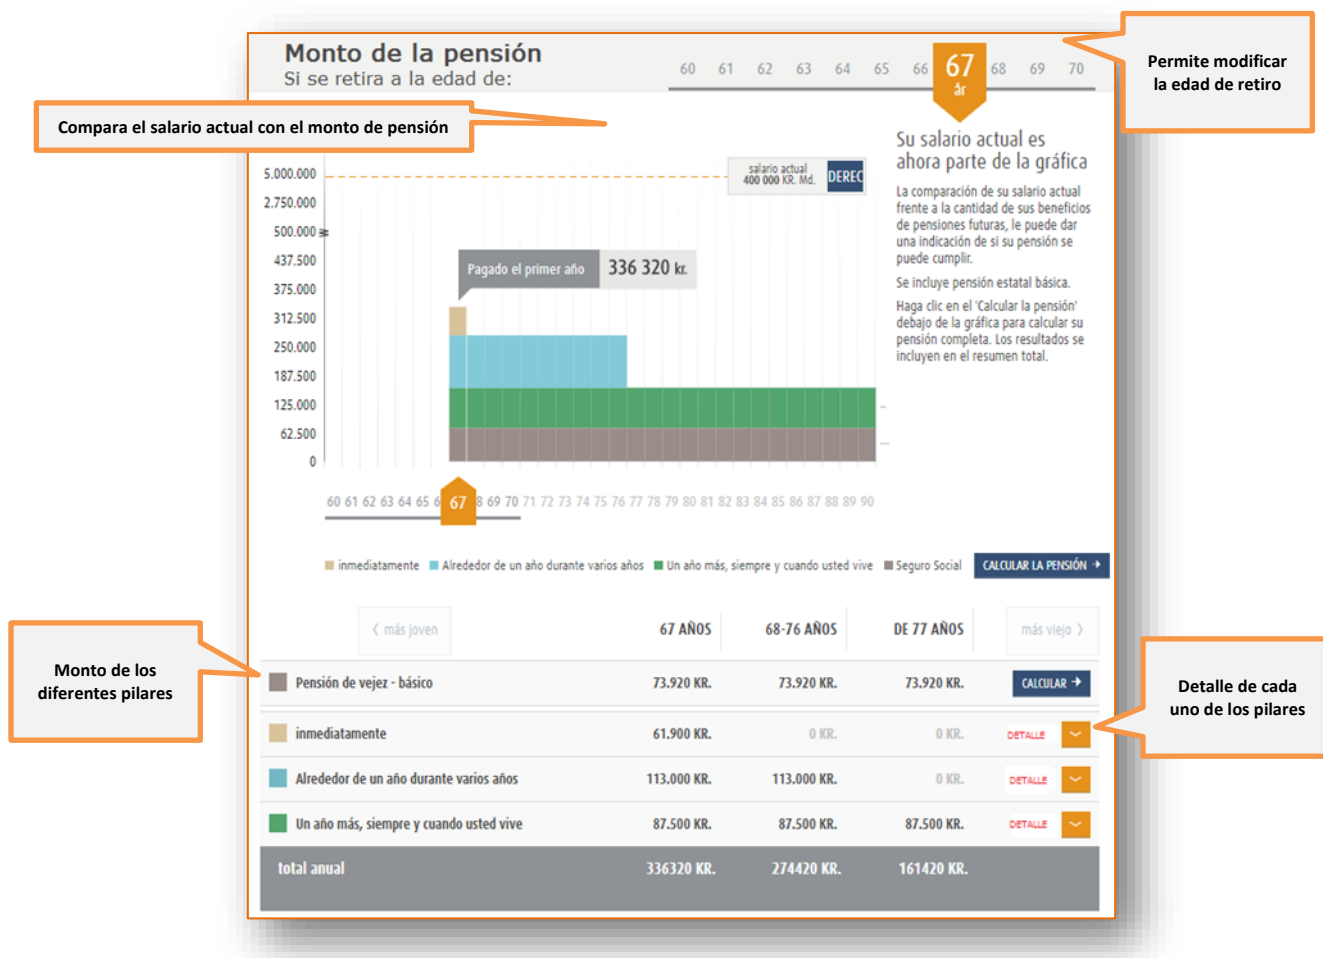 Monto de la pensión
Si se retira a la edad de:
60 61 62 63 64 65 66 67 68 69 70
år
Permite modificar
la edad de retiro
Compara el salario actual con el monto de pensión
Su salario actual es
ahora parte de la gráfica
La comparación de su salario actual
frente a la cantidad de sus beneficios
de pensiones futuras, le puede dar
una indicación de si su pensión se
puede cumplir.
Se incluye pensión estatal básica.
Haga clic en el 'Calcular la pensión'
debajo de la gráfica para calcular su
pensión completa. Los resultados se
incluyen en el resumen total.
5.000.000
2.750.000
500.000
437.500
375.000
312.500
250.000
187.500
125.000
62.500
0
salario actual
400 000 KR. Md.
DEREC
Pagado el primer año 336 320 kr.
60 61 62 63 64 65 6 67 8 69 70 71 72 73 74 75 76 77 78 79 80 81 82 83 84 85 86 87 88 89 90
inmediatamente Alrededor de un año durante varios años Un año más, siempre y cuando usted vive Seguro Social CALCULAR LA PENSIÓN
más joven 67 AÑOS 68-76 AÑOS DE 77 AÑOS más viejo
Monto de los
diferentes pilares
Pensión de vejez - básico 73.920 KR. 73.920 KR. 73.920 KR. CALCULAR
Detalle de cada
uno de los pilares
inmediatamente 61.900 KR. 0 KR. 0 KR. DETALLE
Alrededor de un año durante varios años 113.000 KR. 113.000 KR. 0 KR. DETALLE
Un año más, siempre y cuando usted vive 87.500 KR. 87.500 KR. 87.500 KR. DETALLE
total anual 336320 KR. 274420 KR. 161420 KR.